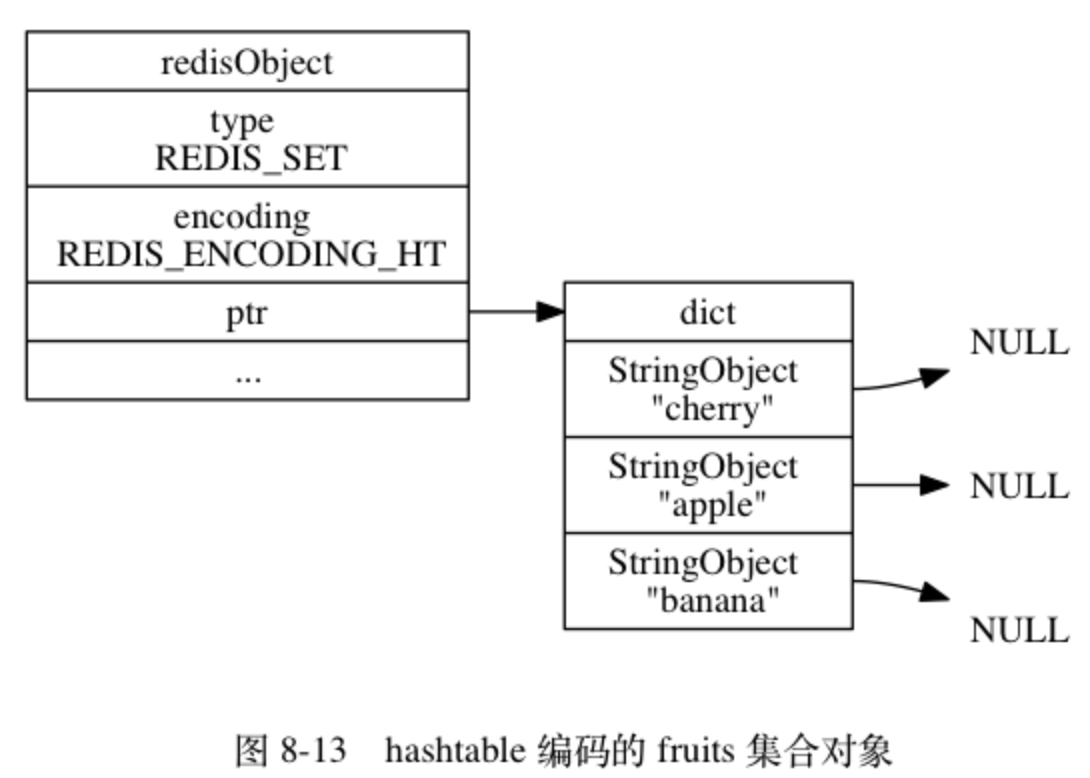 redisObject
type
REDIS_SET
encoding
REDIS_ENCODING_HT
ptr
...
dict
StringObject
"cherry"
StringObject
"apple"
StringObject
"banana"
NULL
NULL
NULL
图 8-13 hashtable 编码的 fruits 集合对象